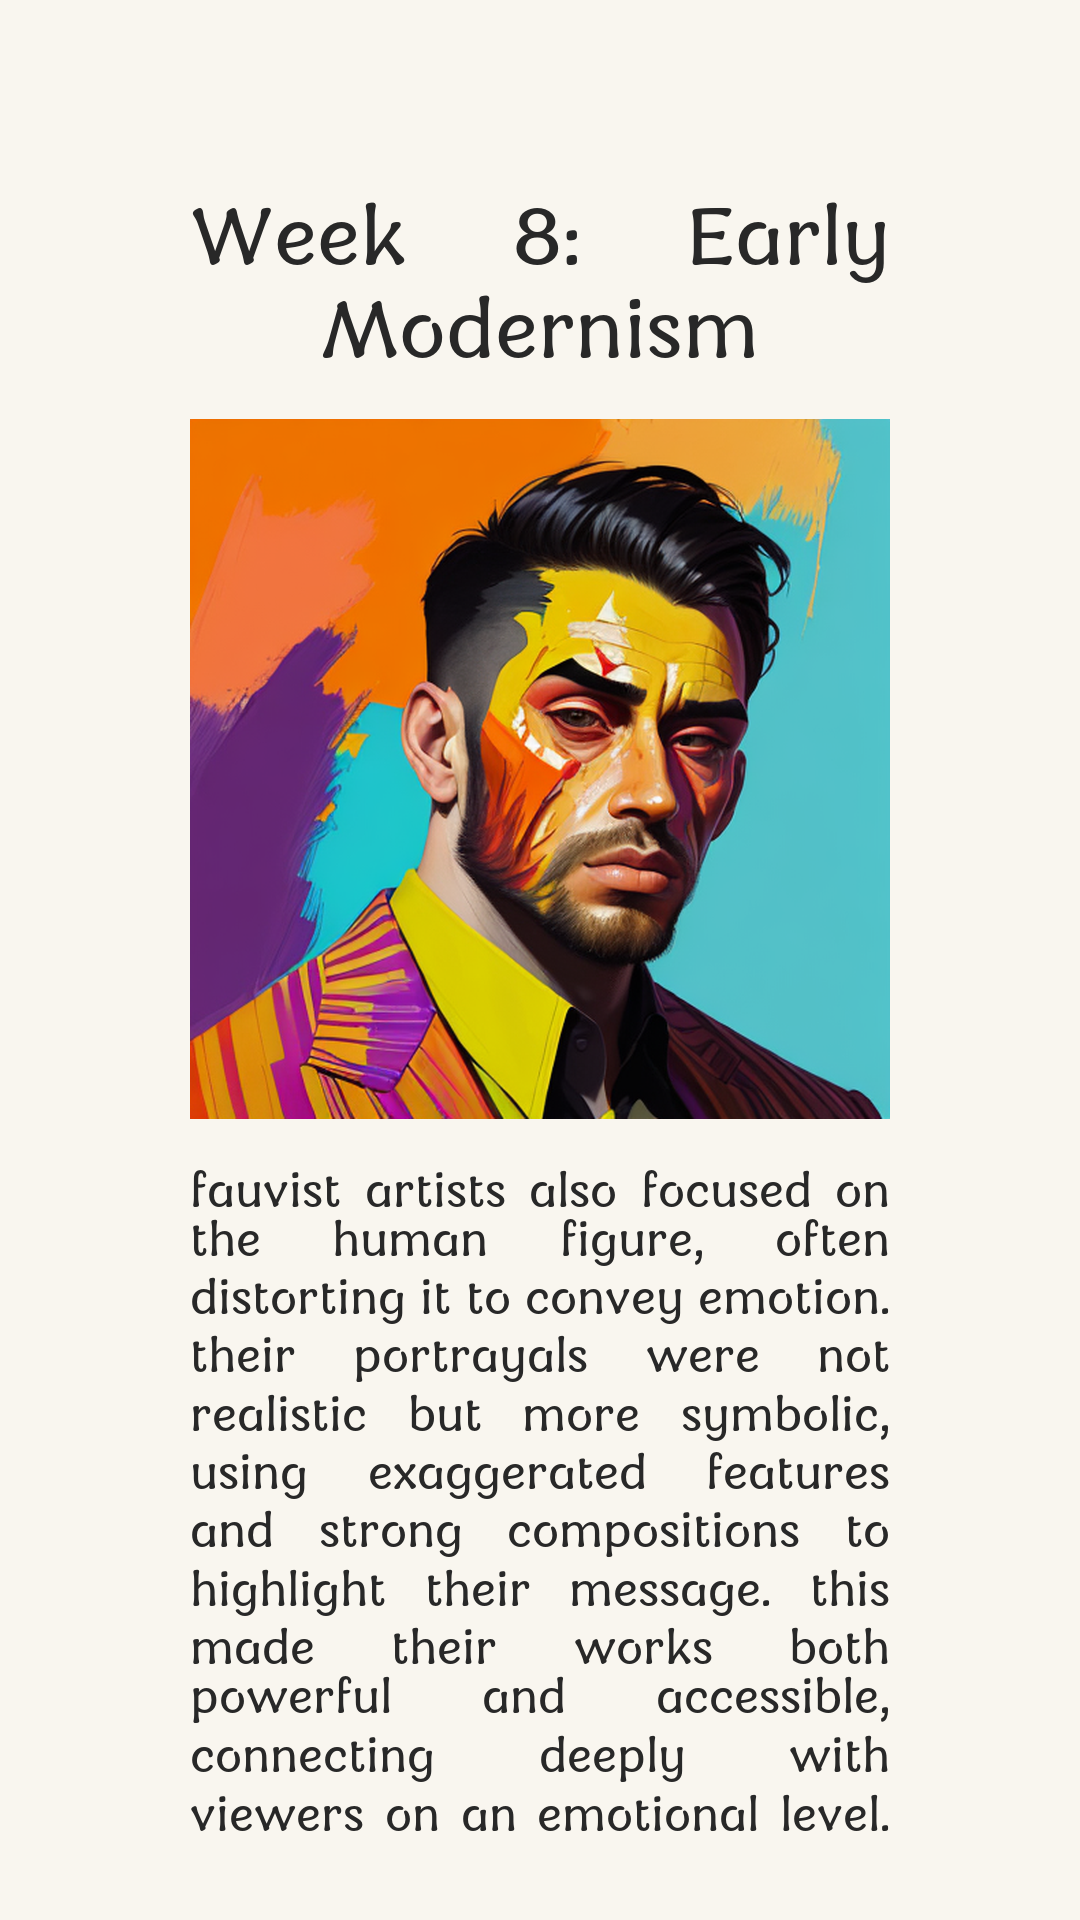 Week 8: Early
Modernism
fauvist artists also focused on
the human figure, often
distorting it to convey emotion.
their portrayals were not
realistic but more symbolic,
using exaggerated features
and strong compositions to
highlight their message. this
made their works both
powerful and accessible,
connecting deeply with
viewers on an emotional level.